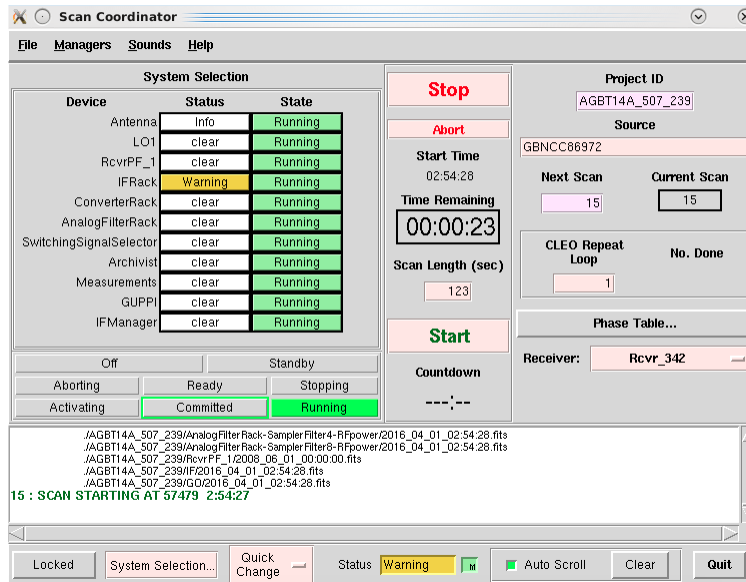 Scan Coordinator
File Managers Sounds Help
System Selection
Device Status State
Antenna Info Running
LO1 clear Running
RcvrPF_1 clear Running
IFRack Warning Running
ConverterRack clear Running
AnalogFilterRack clear Running
SwitchingSignalSelector clear Running
Archivist clear Running
Measurements clear Running
GUPPI clear Running
IFManager clear Running
Off Standby
Aborting Ready Stopping
Activating Committed Running
Stop
Abort
Start Time
02:54:28
Time Remaining
00:00:23
Scan Length (sec)
123
Start
Countdown
---:--
Project ID
AGBT14A_507_239
Source
GBNCC86972
Next Scan Current Scan
15 15
CLEO Repeat
Loop
No. Done
1
Phase Table...
Receiver: Rcvr_342
./AGBT14A_507_239/AnalogFilterRack-SamplerFilter4-RFpower/2016_04_01_02:54:28.fits
./AGBT14A_507_239/AnalogFilterRack-SamplerFilter8-RFpower/2016_04_01_02:54:28.fits
./AGBT14A_507_239/RcvrPF_1/2008_06_01_00:00:00.fits
./AGBT14A_507_239/IF/2016_04_01_02:54:28.fits
./AGBT14A_507_239/GO/2016_04_01_02:54:28.fits
15 : SCAN STARTING AT 57479 2:54:27
Locked System Selection... Quick
Change
Status Warning M Auto Scroll Clear Quit